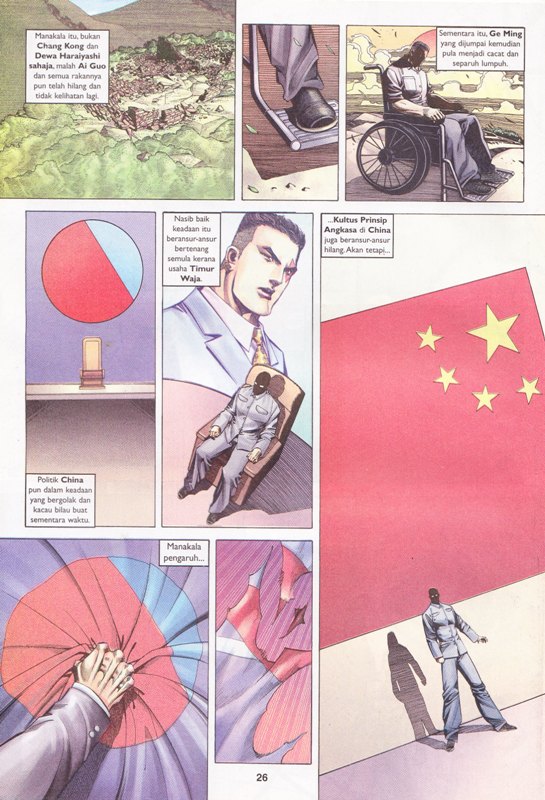 Manakala itu, bukan
Chang Kong dan
Dewa Haraiyashi
sahaja, malah Ai Guo
dan semua rakannya
pun telah hilang dan
tidak kelihatan lagi.
Sementara itu, Ge Ming
yang dijumpai kemudian
pula menjadi cacat dan
separuh lumpuh.
Politik China
pun dalam keadaan
yang bergolak dan
kacau bilau buat
sementara waktu.
Nasib baik
keadaan itu
beransur-ansur
bertenang
semula kerana
usaha Timur
Waja.
...Kultus Prinsip
Angkasa di China
juga beransur-ansur
hilang. Akan tetapi...
Manakala
pengaruh...
26